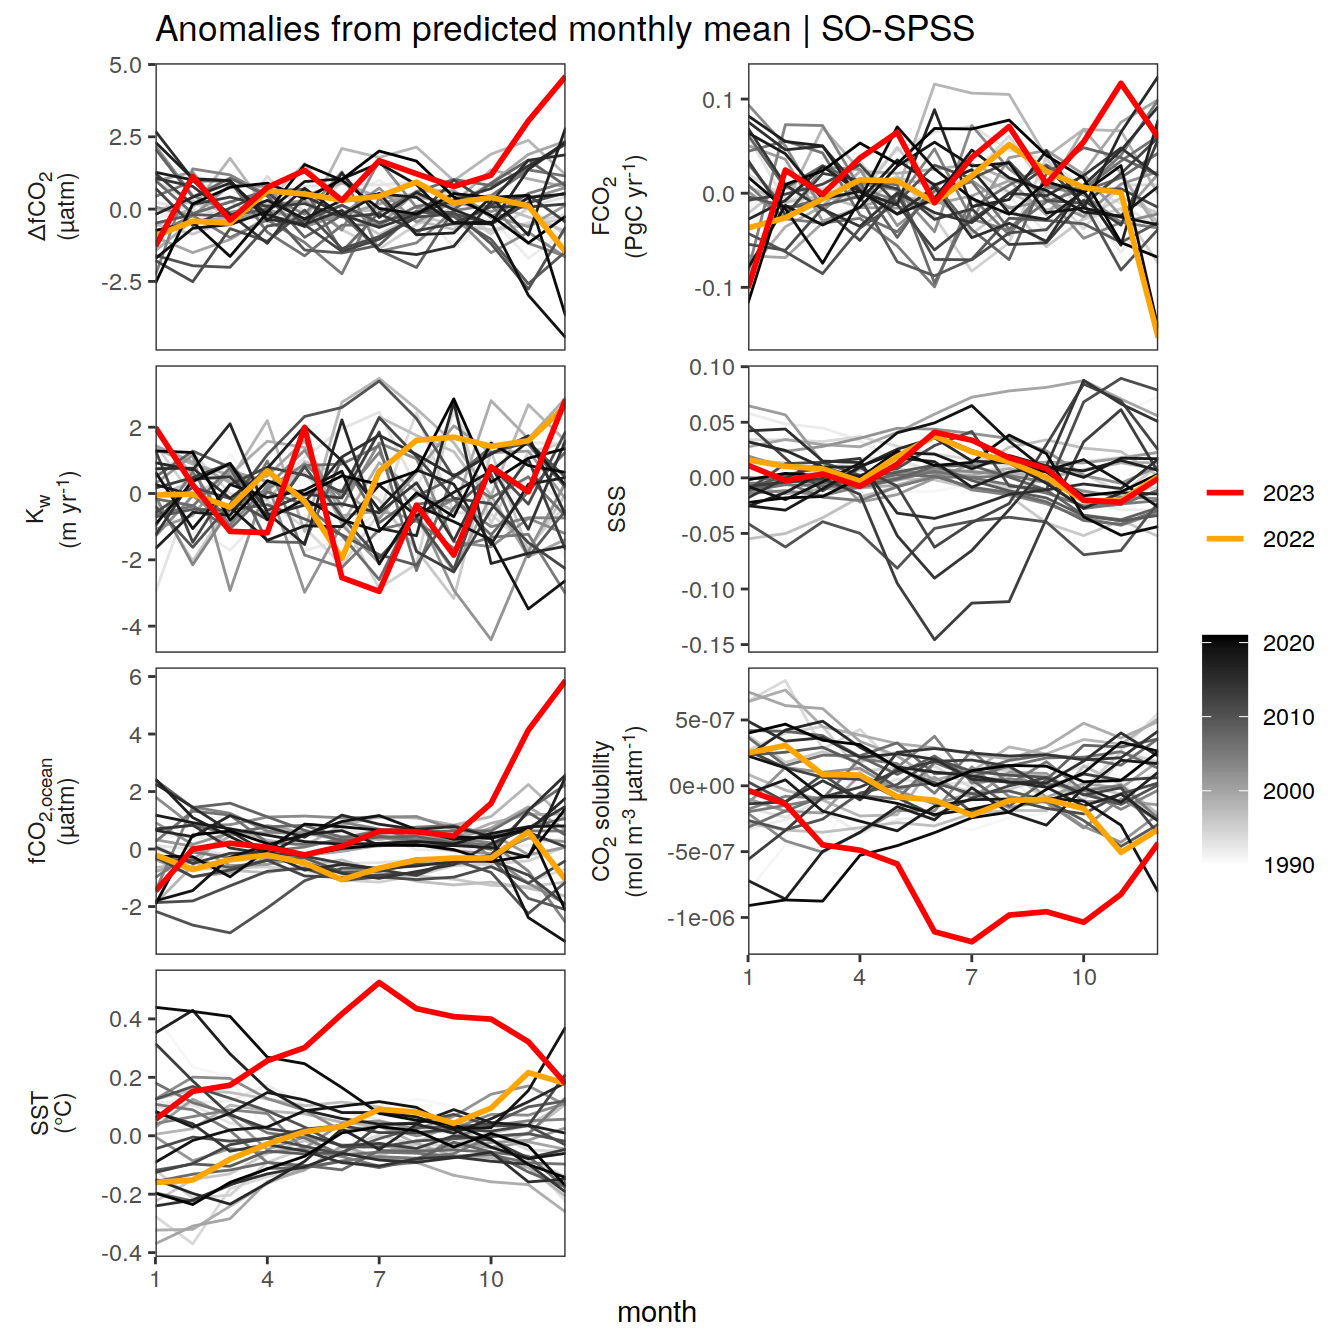 Anomalies from predicted monthly mean | SO-SPSS
ΔfCO2
(µatm)
5.0
2.5
0.0
-2.5
FCO2
(PgC yr-1)
0.1
0.0
-0.1
Kw
(m yr-1)
2
0
-2
-4
SSS
0.10
0.05
0.00
-0.05
-0.10
-0.15
fCO2,ocean
(µatm)
6
4
2
0
-2
CO2 solubility
(mol m-3 µatm-1)
5e-07
0e+00
-5e-07
-1e-06
1
4
7
10
SST
(°C)
0.4
0.2
0.0
-0.2
-0.4
1
4
7
10
month
2023
2022
2020
2010
2000
1990